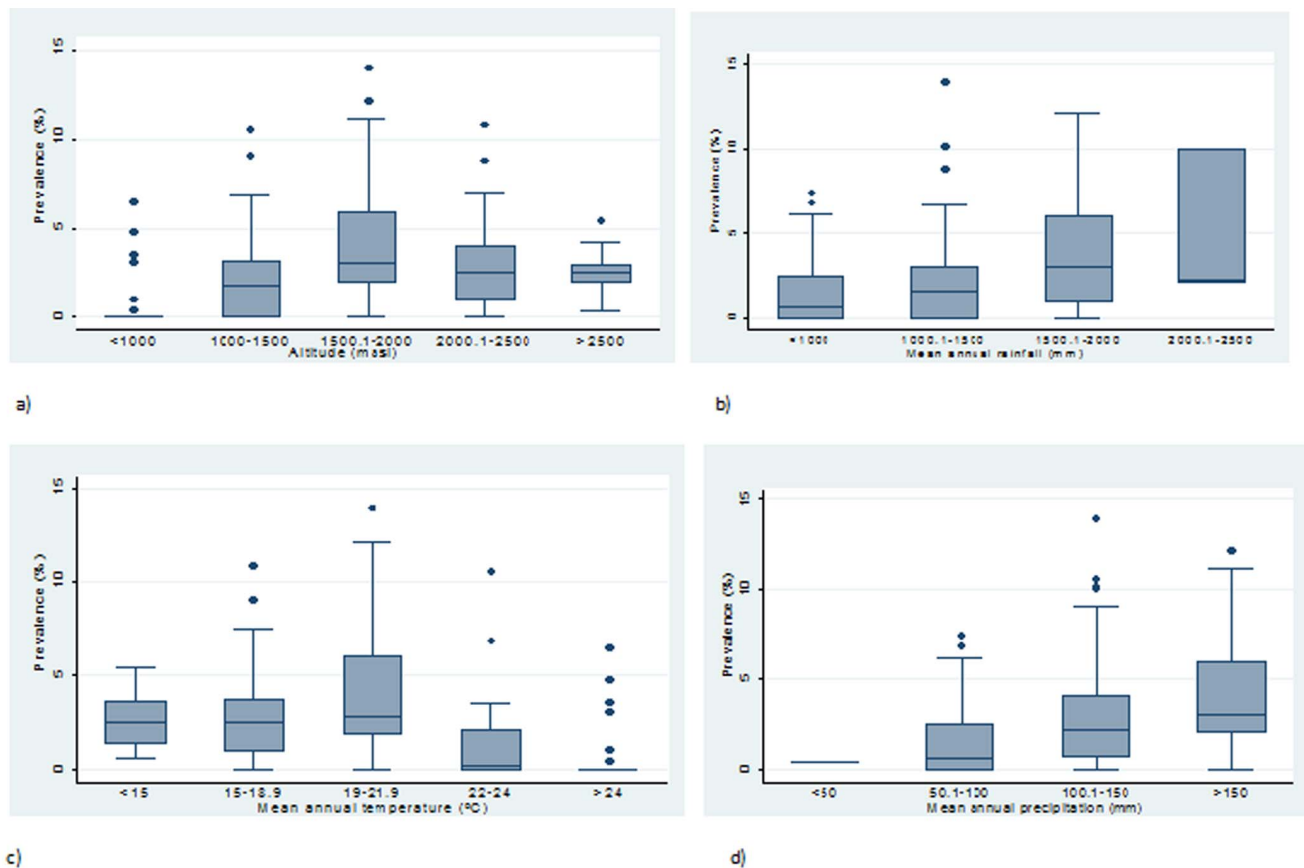 15
10
5
0
Prevalence (%)
<1000 1000-1500 1500.1-2000 2000.1-2500 >2500
Altitude (masl)
a)
15
10
5
0
Prevalence (%)
<1000 1000.1-1500 1500.1-2000 2000.1-2500
Mean annual rainfall (mm)
b)
15
10
5
0
Prevalence (%)
<15 15-18.9 19-21.9 22-24 >24
Mean annual temperature (ºC)
c)
15
10
5
0
Prevalence (%)
<50 50.1-100 100.1-150 >150
Mean annual precipitation (mm)
d)